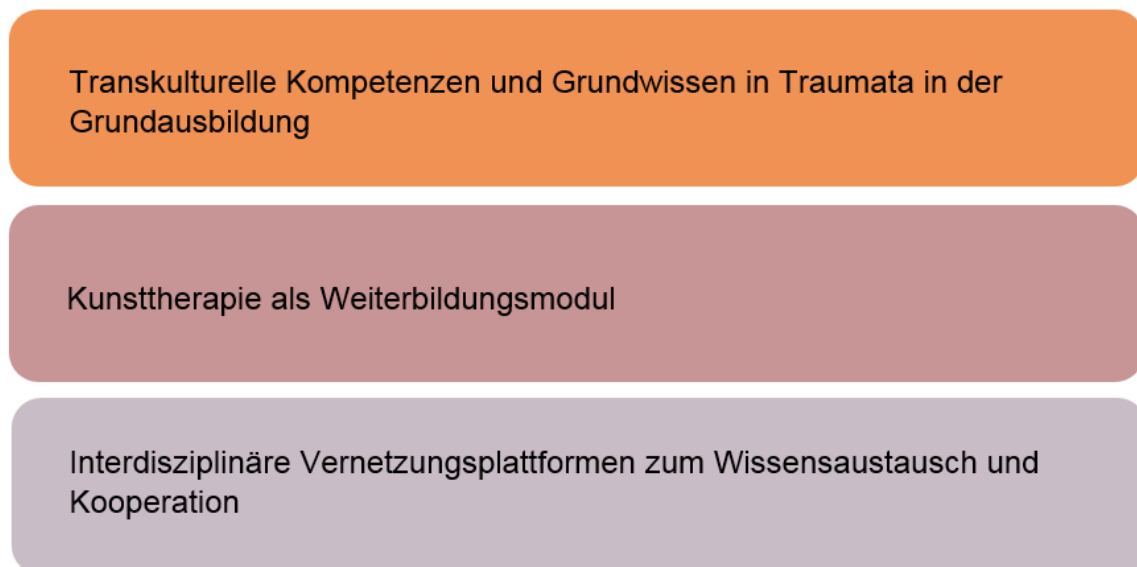 Transkulturelle Kompetenzen und Grundwissen in Traumata in der
Grundausbildung
Kunsttherapie als Weiterbildungsmodul
Interdisziplinäre Vernetzungsplattformen zum Wissensaustausch und
Kooperation